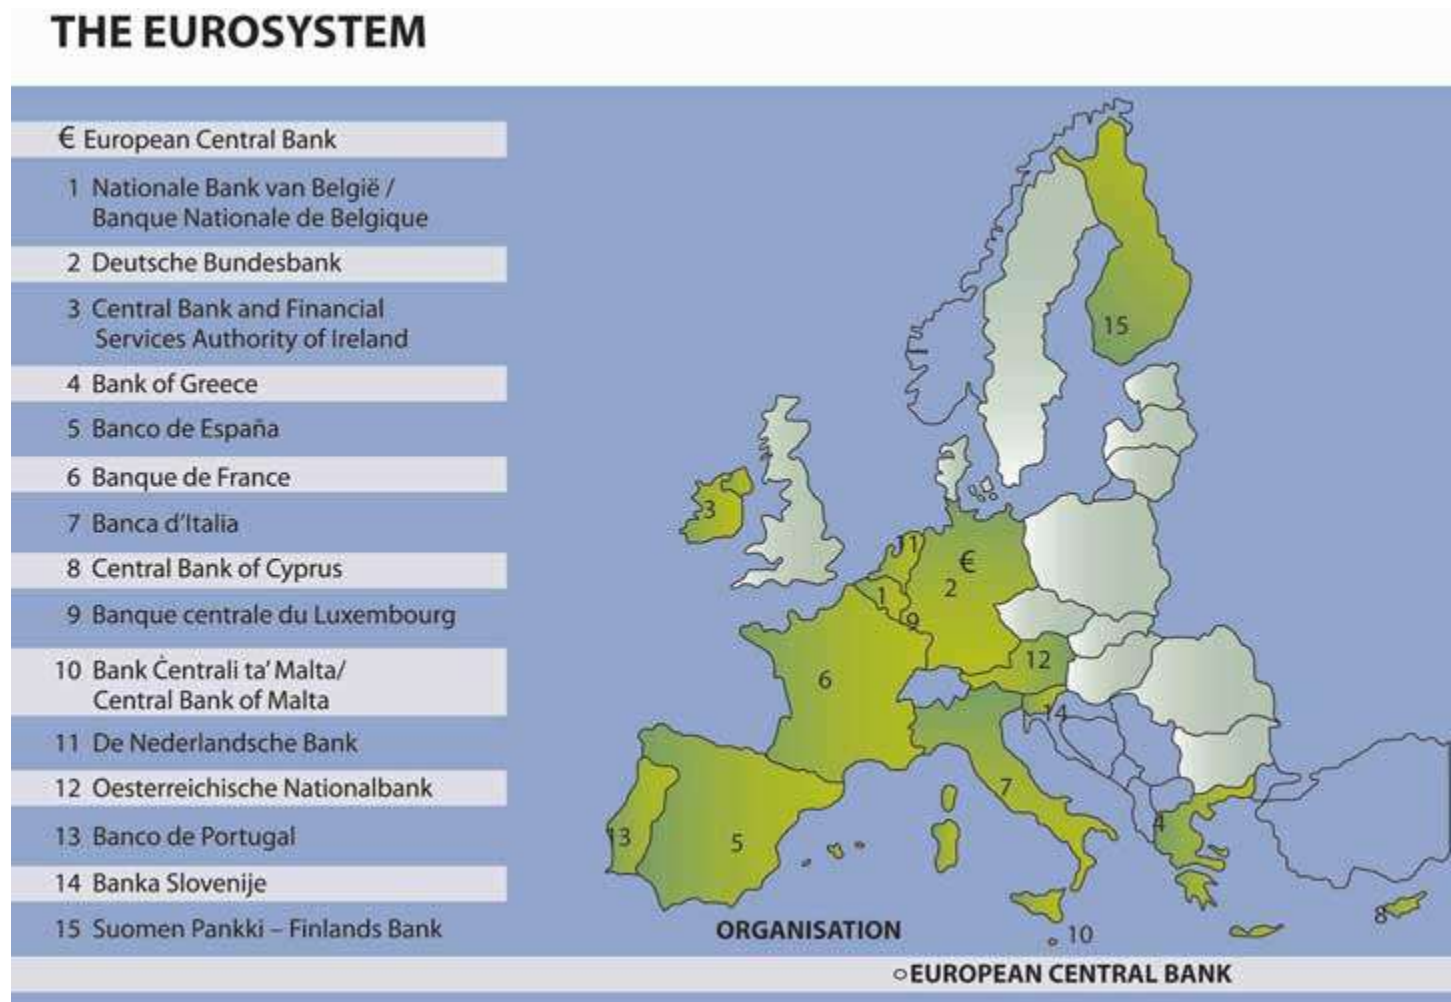 THE EUROSYSTEM
€ European Central Bank
1 Nationale Bank van België /
Banque Nationale de Belgique
2 Deutsche Bundesbank
3 Central Bank and Financial
Services Authority of Ireland
4 Bank of Greece
5 Banco de España
6 Banque de France
7 Banca d'Italia
8 Central Bank of Cyprus
9 Banque centrale du Luxembourg
10 Bank Ċentrali ta' Malta/
Central Bank of Malta
11 De Nederlandsche Bank
12 Oesterreichische Nationalbank
13 Banco de Portugal
14 Banka Slovenije
15 Suomen Pankki – Finlands Bank
15
3
11
€
1
2
9
12
6
14
7
13
5
4
8
10
ORGANISATION
EUROPEAN CENTRAL BANK